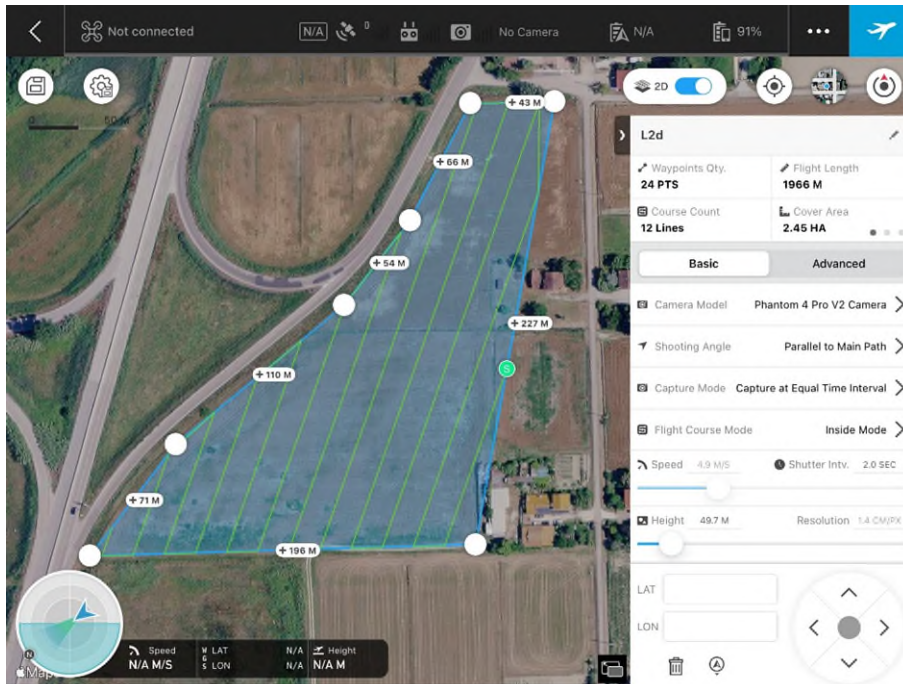 Not connected
N/A
0
No Camera
N/A
91%
2D
0 50 M
+ 43 M
+ 66 M
+ 54 M
+ 227 M
+ 110 M
S
+ 71 M
+ 196 M
L2d
Waypoints Qty.
24 PTS
Flight Length
1966 M
Course Count
12 Lines
Cover Area
2.45 HA
Basic
Advanced
Camera Model
Phantom 4 Pro V2 Camera
Shooting Angle
Parallel to Main Path
Capture Mode
Capture at Equal Time Interval
Flight Course Mode
Inside Mode
Speed 4.9 M/S
Shutter Intv. 2.0 SEC
Height 49.7 M
Resolution 1.4 CM/PX
LAT
LON
N
Maps
Speed
N/A M/S
W G S
LAT N/A
LON N/A
Height
N/A M